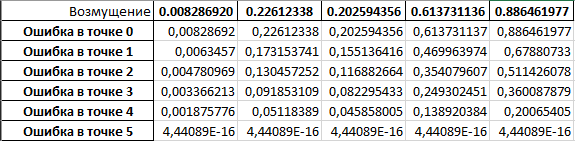 Возмущение 0.008286920 0.22612338 0.202594356 0.613731136 0.886461977
Ошибка в точке 0 0,00828692 0,22612338 0,202594356 0,613731137 0,886461977
Ошибка в точке 1 0,0063457 0,173153741 0,155136416 0,469963974 0,67880733
Ошибка в точке 2 0,004780969 0,130457252 0,116882664 0,354079607 0,511426078
Ошибка в точке 3 0,003366213 0,091853109 0,082295433 0,249302451 0,360087879
Ошибка в точке 4 0,001875776 0,05118389 0,045858005 0,138920384 0,20065405
Ошибка в точке 5 4,44089E-16 4,44089E-16 4,44089E-16 4,44089E-16 4,44089E-16